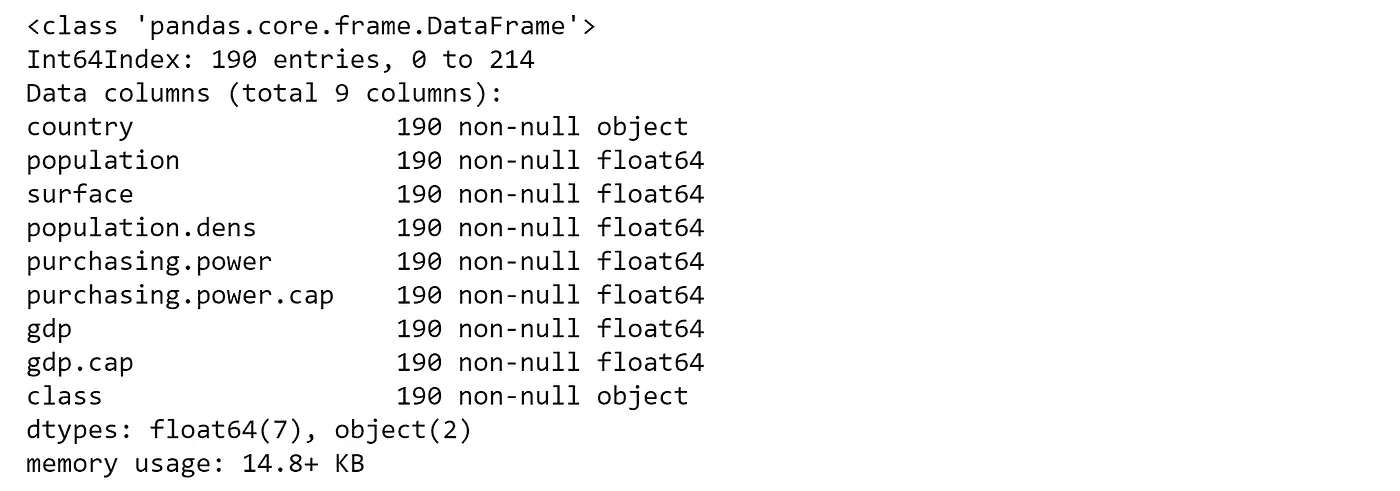 <class 'pandas.core.frame.DataFrame'>
Int64Index: 190 entries, 0 to 214
Data columns (total 9 columns):
country                 190 non-null object
population              190 non-null float64
surface                 190 non-null float64
population.dens         190 non-null float64
purchasing.power        190 non-null float64
purchasing.power.cap    190 non-null float64
gdp                     190 non-null float64
gdp.cap                 190 non-null float64
class                   190 non-null object
dtypes: float64(7), object(2)
memory usage: 14.8+ KB